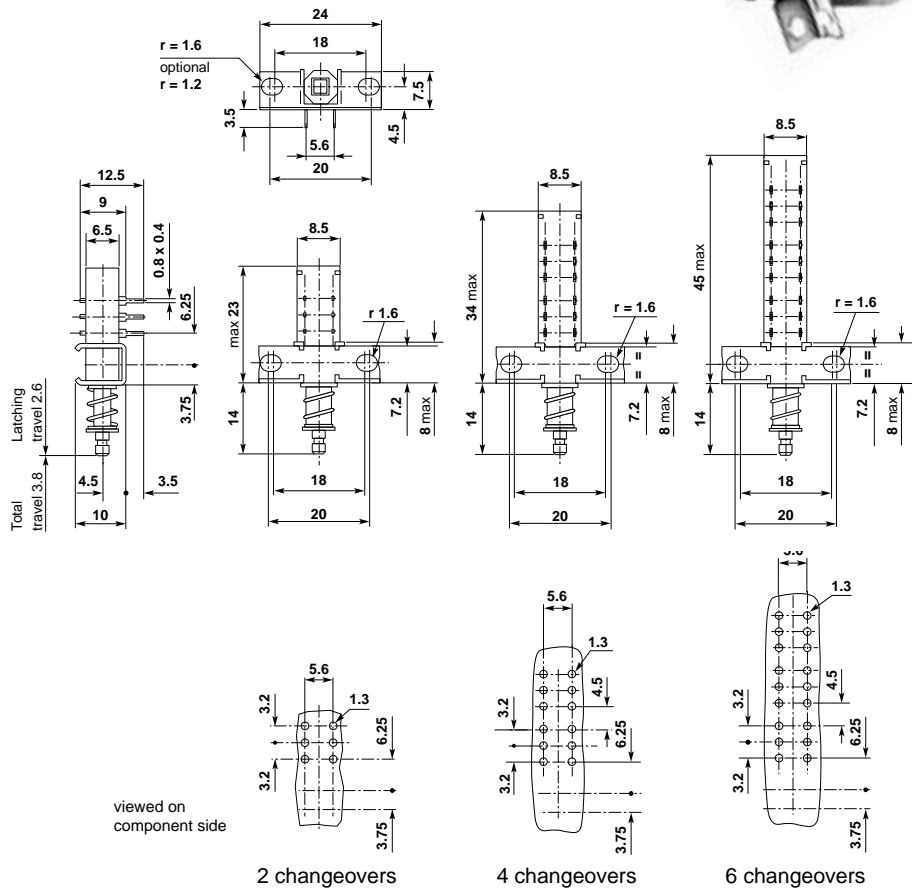 24
18
r = 1.6
optional
r = 1.2
7.5
4.5
3.5
5.6
20
12.5
9
6.5
0.8 x 0.4
6.25
3.75
Latching
travel 2.6
Total
travel 3.8
4.5
3.5
10
8.5
max 23
r 1.6
14
7.2
8 max
18
20
8.5
34 max
r = 1.6
=
=
14
7.2
8 max
18
20
8.5
45 max
r = 1.6
=
=
14
7.2
8 max
18
20
5.6
1.3
3.2
3.2
6.25
3.75
5.6
1.3
4.5
3.2
3.2
6.25
3.75
5.6
1.3
4.5
3.2
3.2
6.25
3.75
viewed on
component side
2 changeovers
4 changeovers
6 changeovers